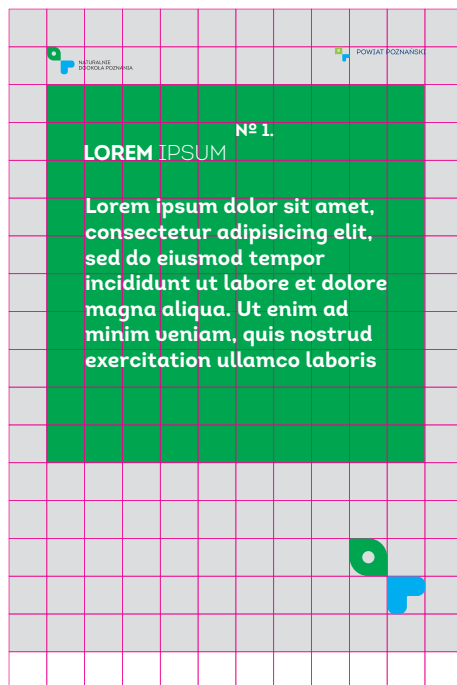 NATURALNIE
DOOKOŁA POZNANIA
POWIAT POZNAŃSKI
Nº 1.
LOREM IPSUM
Lorem ipsum dolor sit amet,
consectetur adipisicing elit,
sed do eiusmod tempor
incididunt ut labore et dolore
magna aliqua. Ut enim ad
minim veniam, quis nostrud
exercitation ullamco laboris